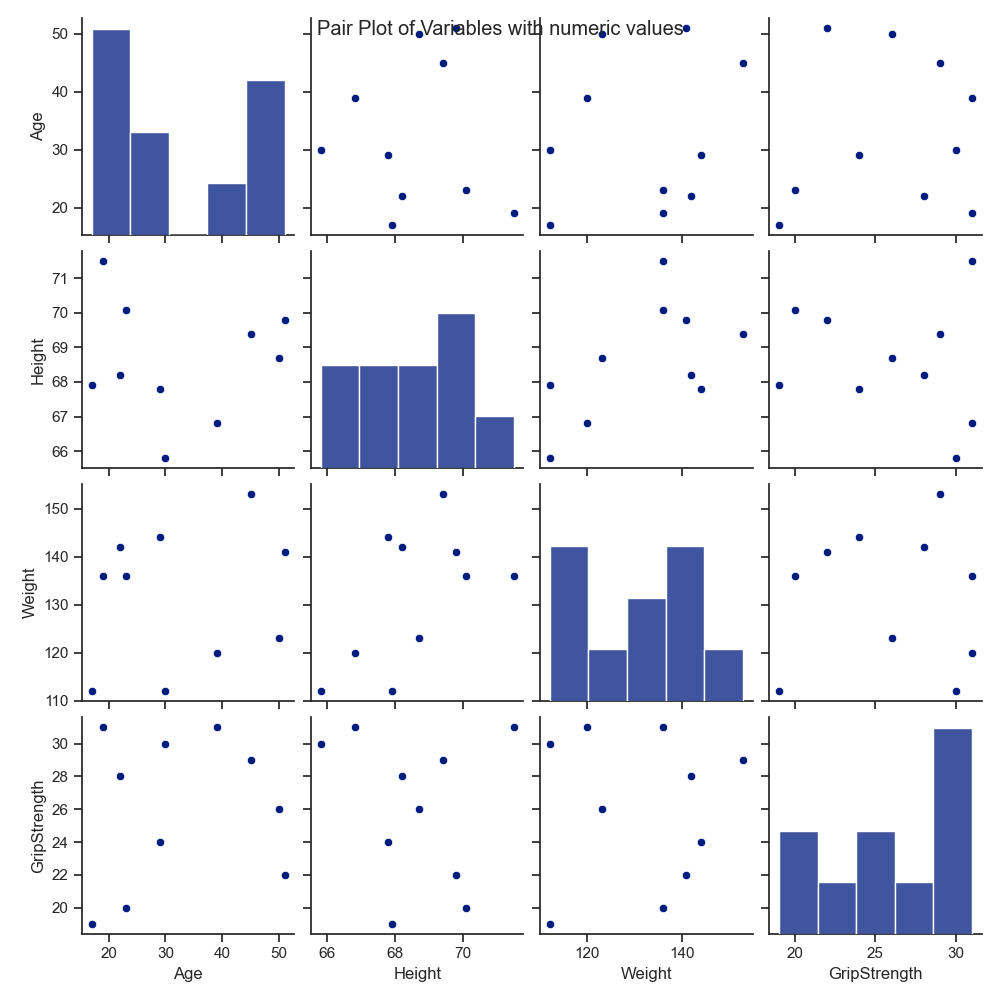 Pair Plot of Variables with numeric values
50
40
30
20
Age
71
70
69
68
67
66
Height
150
140
130
120
110
Weight
30
28
26
24
22
20
GripStrength
20 30 40 50
66 68 70
120 140
20 25 30
Age Height Weight GripStrength